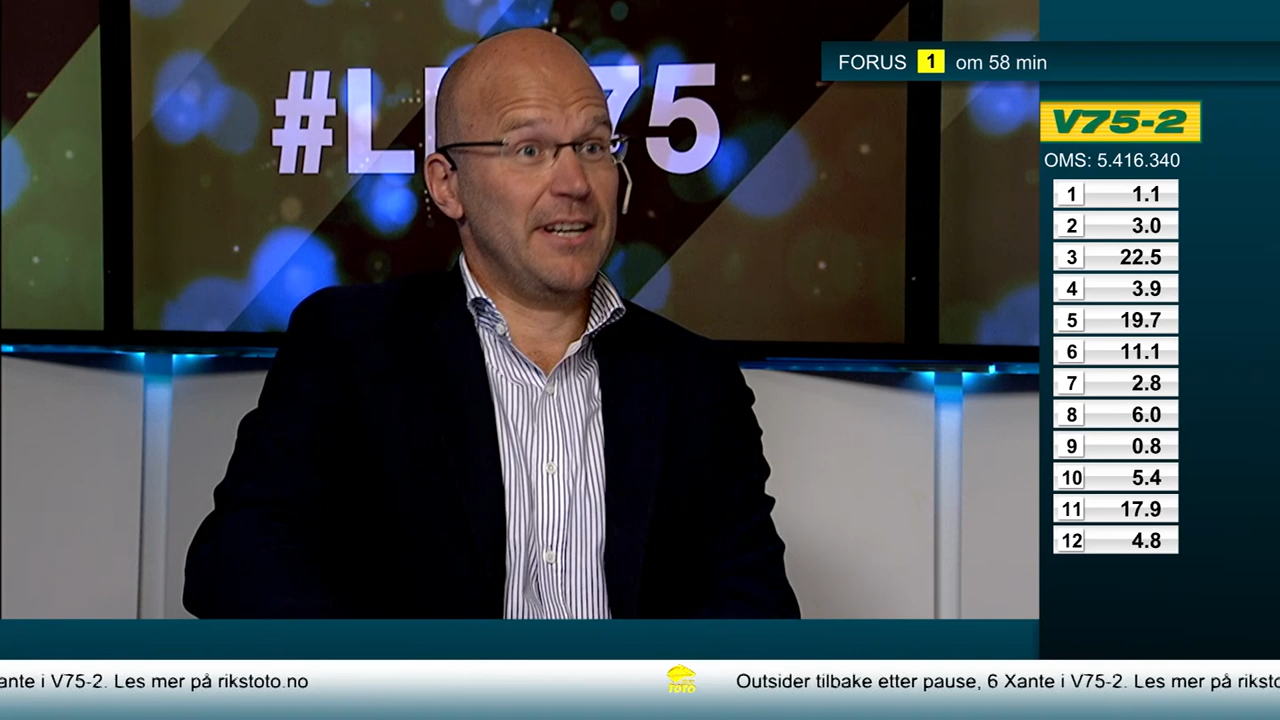 #L 75
FORUS 1 om 58 min
V75-2
OMS: 5.416.340
1 1.1
2 3.0
3 22.5
4 3.9
5 19.7
6 11.1
7 2.8
8 6.0
9 0.8
10 5.4
11 17.9
12 4.8
ante i V75-2. Les mer på rikstoto.no
TOTO
Outsider tilbake etter pause, 6 Xante i V75-2. Les mer på riksto